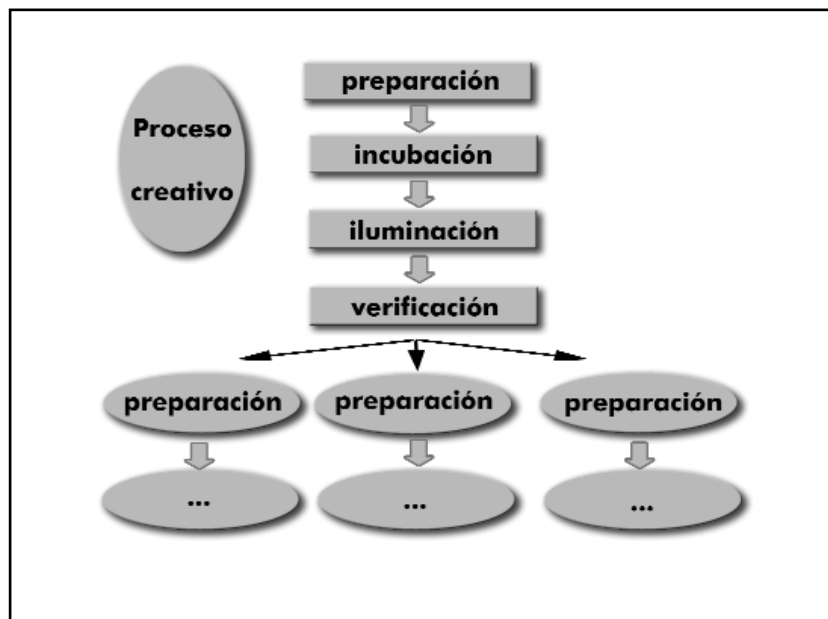 Proceso
creativo
preparación
incubación
iluminación
verificación
preparación
preparación
preparación
...
...
...